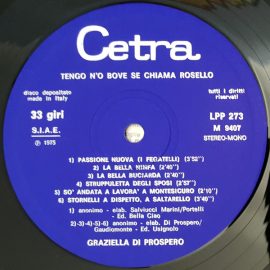 Cetra
TENGO N'O BOVE SE CHIAMA ROSELLO
disco depositato
made in Italy
tutti i diritti
riservati
33 giri
S.I.A.E.
℗ 1975
LPP 273
M 9407
STEREO-MONO
1) PASSIONE NUOVA (I FEGATELLI) (3'52")
2) LA BELLA NINFA (2'40")
3) LA BELLA BUCIARDA (2'40")
4) STRUPPOLETTA DEGLI SPOSI (2'57")
5) SO' ANDATA A LAVORA' A MONTESICURO (2'10")
6) STORNELLI A DISPETTO, A SALTARELLO (3'40")
1) anonimo - elab. Salviucci Marini/Portelli
- Ed. Bella Ciao
2)-3)-4)-5)-6) anonimo - elab. Di Prospero/
Gaudiomonte - Ed. Usignolo
GRAZIELLA DI PROSPERO